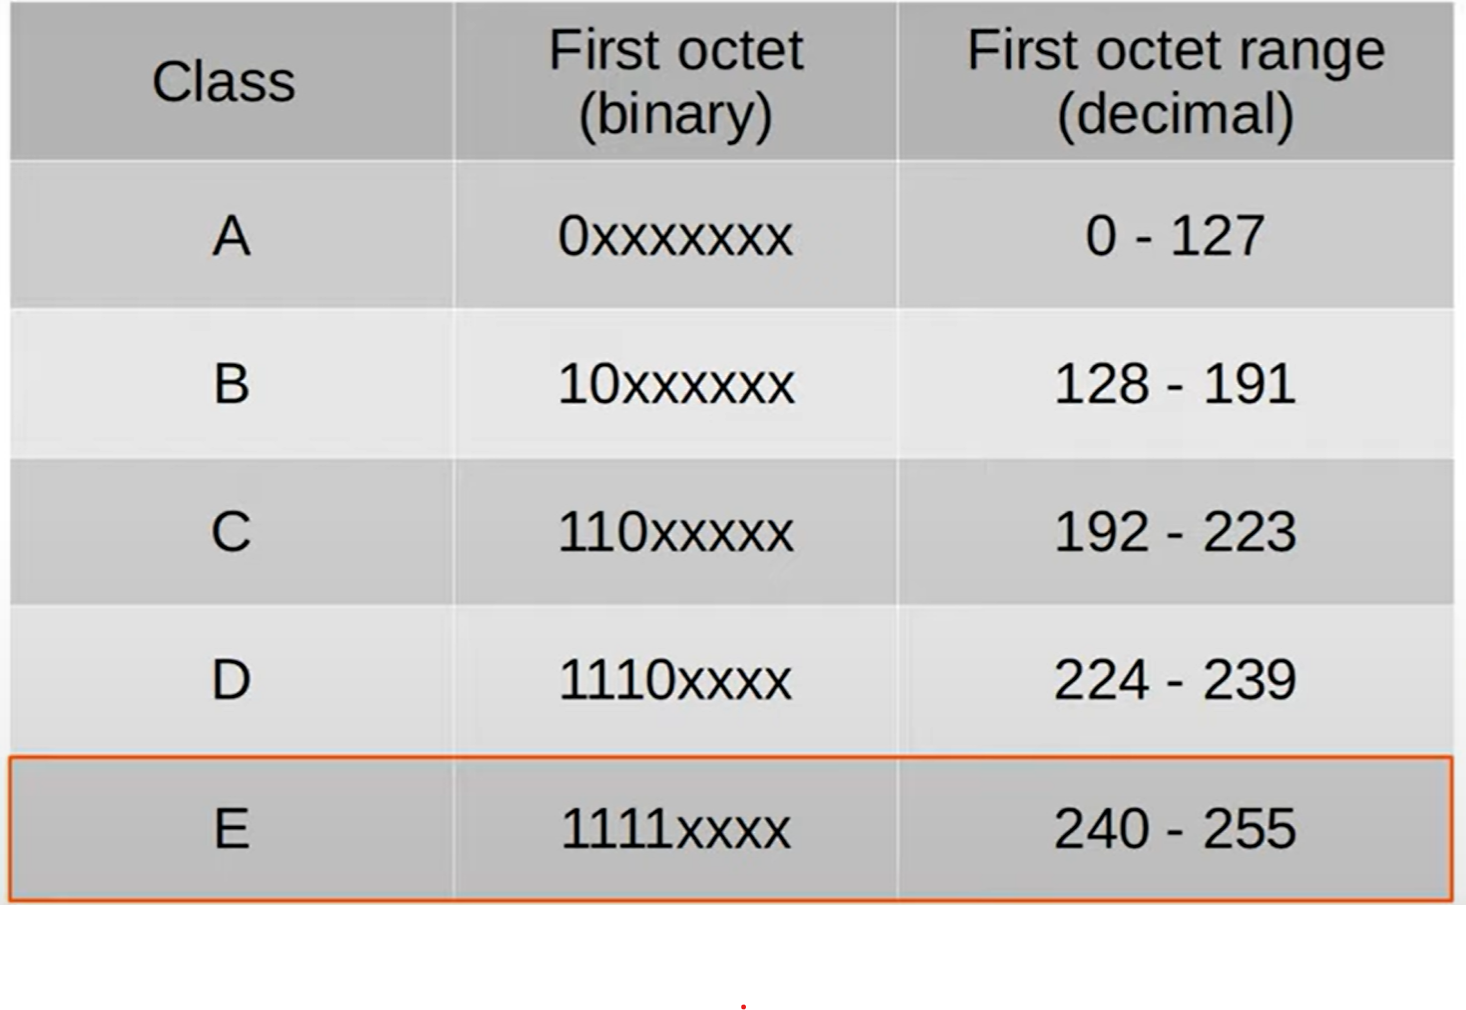 Class First octet (binary) First octet range (decimal)
A 0xxxxxxx 0 - 127
B 10xxxxxx 128 - 191
C 110xxxxx 192 - 223
D 1110xxxx 224 - 239
E 1111xxxx 240 - 255